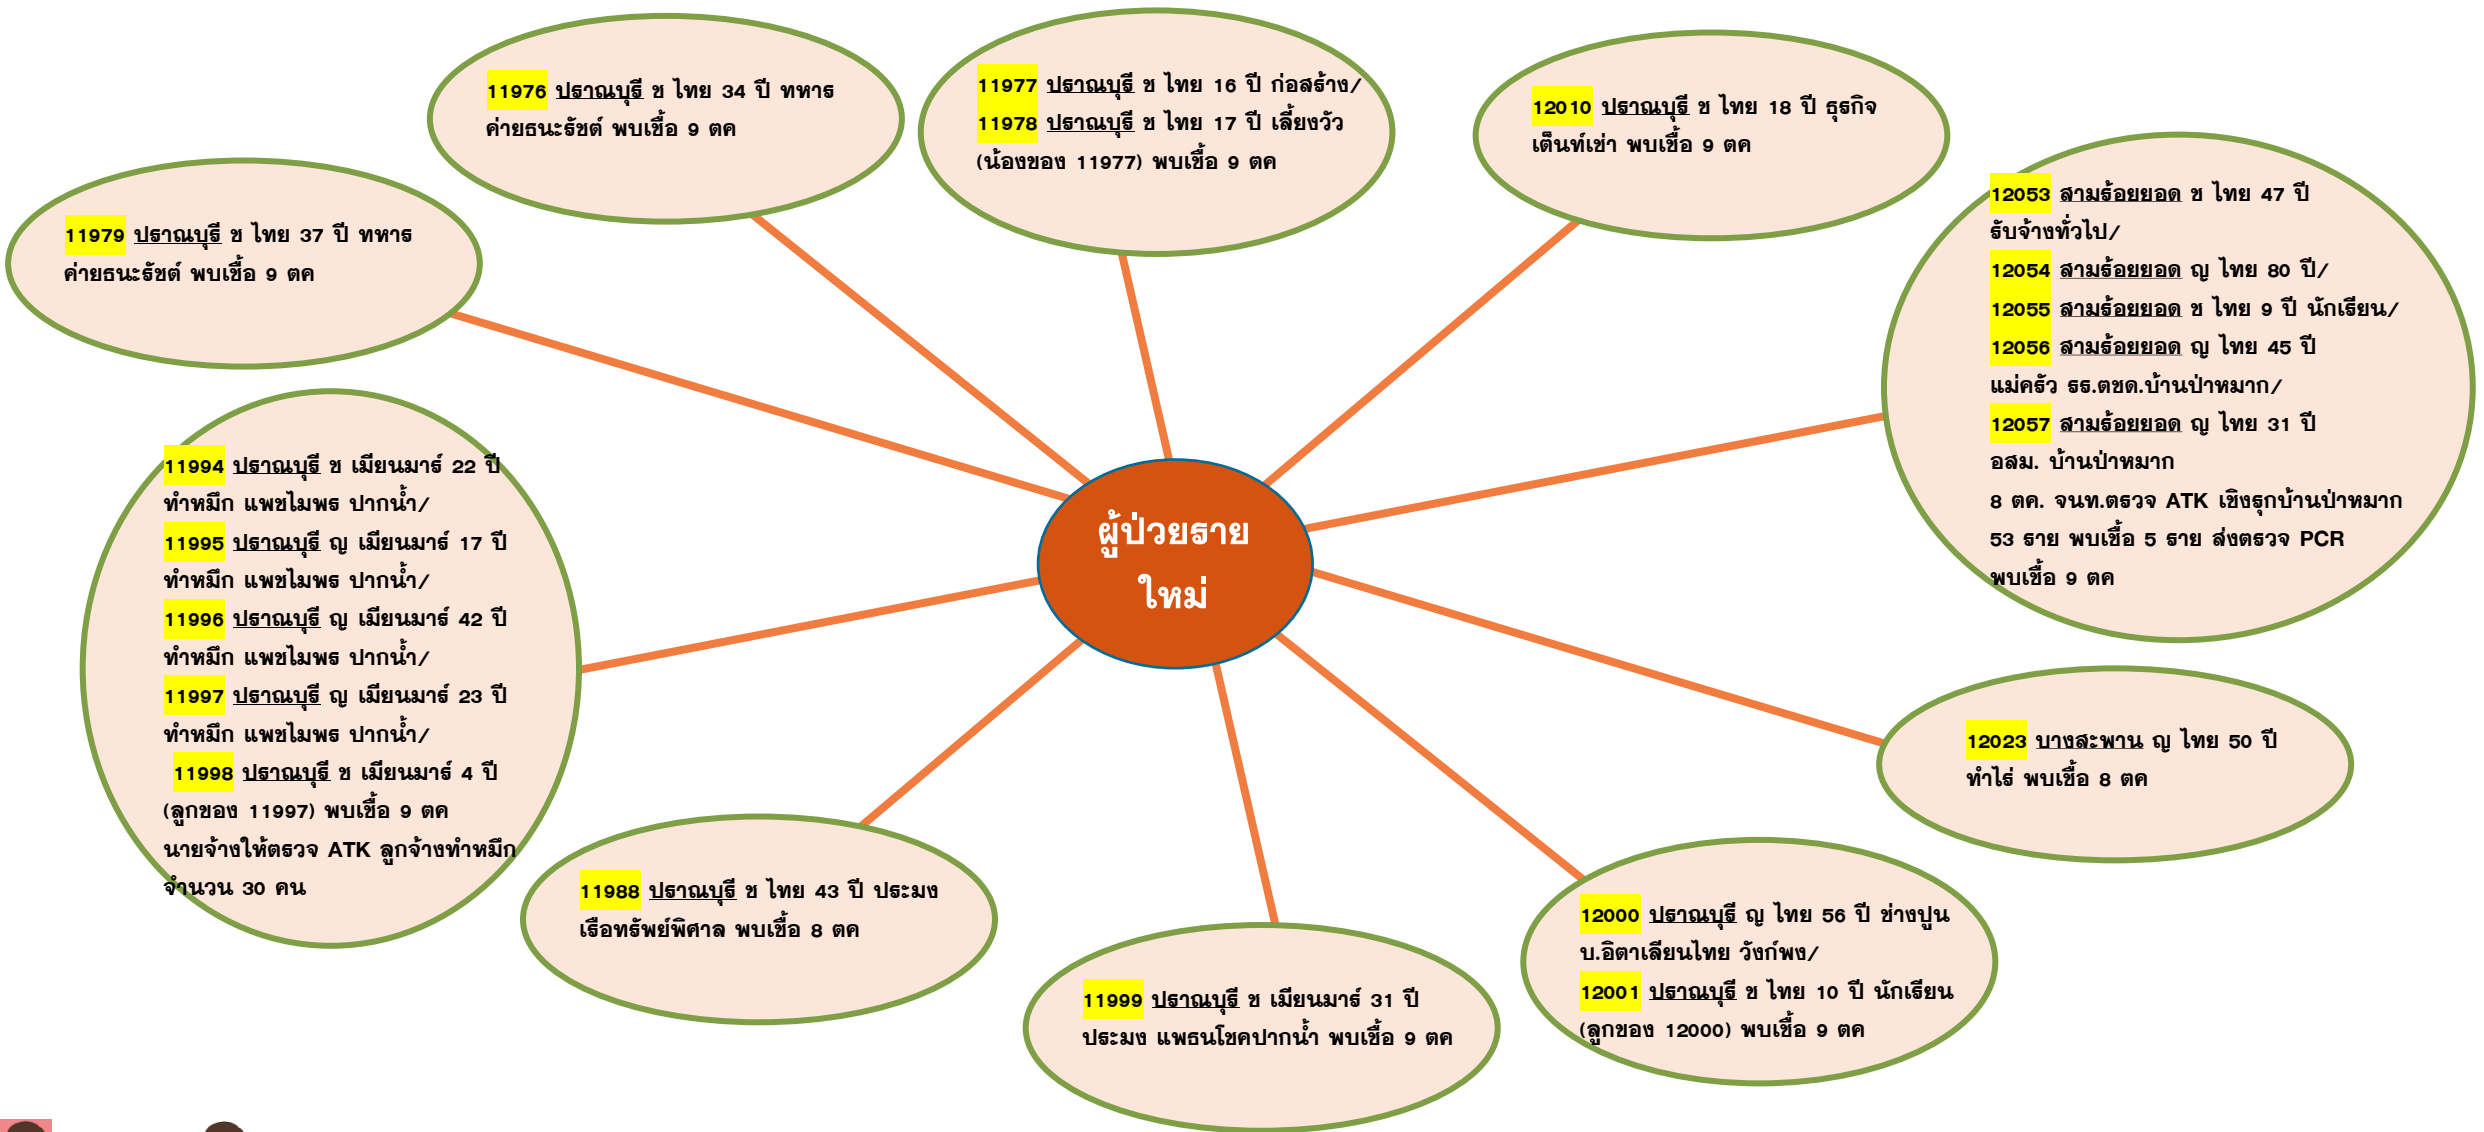 11976 ปราณบุรี ช ไทย 34 ปี ทหาร
ค่ายธนะรัชต์ พบเชื้อ 9 ตค
11977 ปราณบุรี ช ไทย 16 ปี ก่อสร้าง/
11978 ปราณบุรี ช ไทย 17 ปี เลี้ยงวัว
(น้องของ 11977) พบเชื้อ 9 ตค
12010 ปราณบุรี ช ไทย 18 ปี ธุรกิจ
เต็นท์เช่า พบเชื้อ 9 ตค
12053 สามร้อยยอด ช ไทย 47 ปี
รับจ้างทั่วไป/
12054 สามร้อยยอด ญ ไทย 80 ปี/
12055 สามร้อยยอด ช ไทย 9 ปี นักเรียน/
12056 สามร้อยยอด ญ ไทย 45 ปี
แม่ครัว รร.ตชด.บ้านป่าหมาก/
12057 สามร้อยยอด ญ ไทย 31 ปี
อสม. บ้านป่าหมาก
8 ตค. จนท.ตรวจ ATK เชิงรุกบ้านป่าหมาก
53 ราย พบเชื้อ 5 ราย ส่งตรวจ PCR
พบเชื้อ 9 ตค
11979 ปราณบุรี ช ไทย 37 ปี ทหาร
ค่ายธนะรัชต์ พบเชื้อ 9 ตค
11994 ปราณบุรี ช เมียนมาร์ 22 ปี
ทำหมึก แพชไมพร ปากน้ำ/
11995 ปราณบุรี ญ เมียนมาร์ 17 ปี
ทำหมึก แพชไมพร ปากน้ำ/
11996 ปราณบุรี ญ เมียนมาร์ 42 ปี
ทำหมึก แพชไมพร ปากน้ำ/
11997 ปราณบุรี ญ เมียนมาร์ 23 ปี
ทำหมึก แพชไมพร ปากน้ำ/
11998 ปราณบุรี ช เมียนมาร์ 4 ปี
(ลูกของ 11997) พบเชื้อ 9 ตค
นายจ้างให้ตรวจ ATK ลูกจ้างทำหมึก
จำนวน 30 คน
ผู้ป่วยราย
ใหม่
12023 บางสะพาน ญ ไทย 50 ปี
ทำไร่ พบเชื้อ 8 ตค
11988 ปราณบุรี ช ไทย 43 ปี ประมง
เรือทรัพย์พิศาล พบเชื้อ 8 ตค
11999 ปราณบุรี ช เมียนมาร์ 31 ปี
ประมง แพธนโชคปากน้ำ พบเชื้อ 9 ตค
12000 ปราณบุรี ญ ไทย 56 ปี ช่างปูน
บ.อิตาเลียนไทย วังก์พง/
12001 ปราณบุรี ช ไทย 10 ปี นักเรียน
(ลูกของ 12000) พบเชื้อ 9 ตค